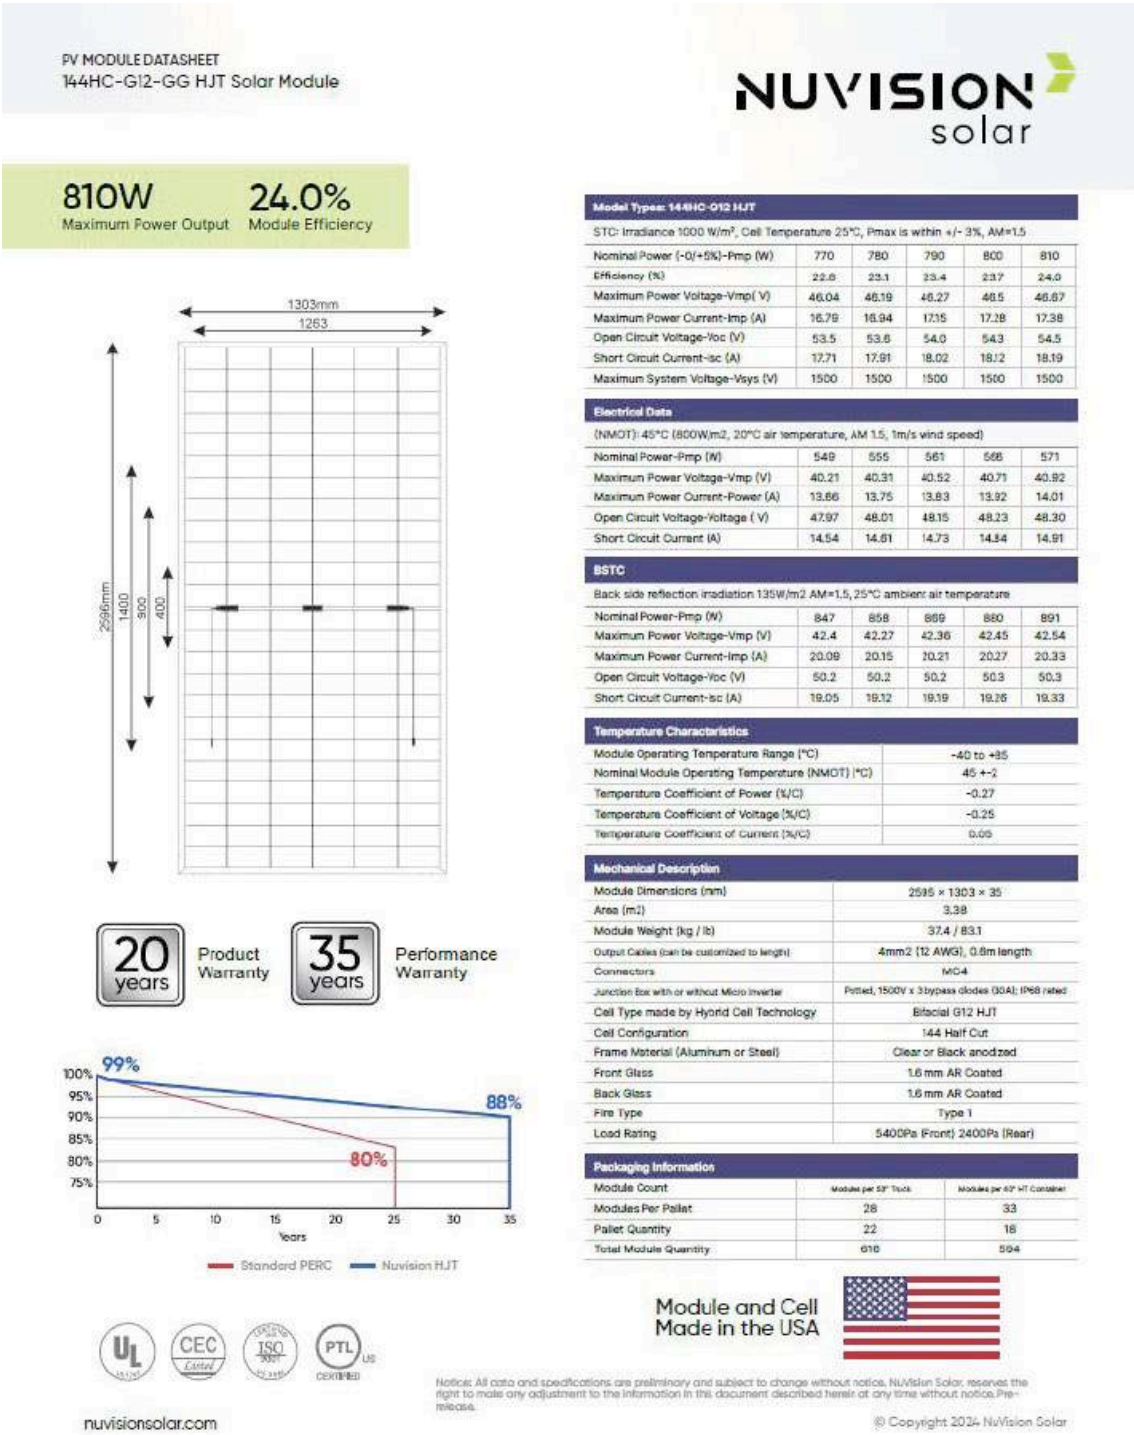 PV MODULE DATASHEET
144HC-G12-GG HJT Solar Module
NUVISION
solar
810W 24.0%
Maximum Power Output Module Efficiency
1303mm
1263
2596mm
1400
900
400
20 years Product Warranty
35 years Performance Warranty
99%
88%
80%
100%
95%
90%
85%
80%
75%
0 5 10 15 20 25 30 35
Years
Standard PERC Nuvision HJT
UL
CEC
Listed
ISO
PTL US
CERTIFIED
nuvisionsolar.com
Model Types: 144HC-G12 HJT
STC: Irradiance 1000 W/m², Cell Temperature 25°C, Pmax is within +/- 3%, AM=1.5
Nominal Power (-0/+5%)-Pmp (W) 770 780 790 800 810
Efficiency (%) 22.8 23.1 23.4 23.7 24.0
Maximum Power Voltage-Vmp( V) 46.04 46.19 46.27 46.5 46.67
Maximum Power Current-Imp (A) 16.79 16.94 17.15 17.28 17.38
Open Circuit Voltage-Voc (V) 53.5 53.8 54.0 54.3 54.5
Short Circuit Current-isc (A) 17.71 17.91 18.02 18.12 18.19
Maximum System Voltage-Vsys (V) 1500 1500 1500 1500 1500
Electrical Data
(NMOT): 45°C (800W/m2, 20°C air temperature, AM 1.5, 1m/s wind speed)
Nominal Power-Pmp (W) 549 555 561 566 571
Maximum Power Voltage-Vmp (V) 40.21 40.31 40.52 40.71 40.92
Maximum Power Current-Power (A) 13.66 13.75 13.83 13.92 14.01
Open Circuit Voltage-Voltage ( V) 47.97 48.01 48.15 48.23 48.30
Short Circuit Current (A) 14.54 14.61 14.73 14.84 14.91
BSTC
Back side reflection irradiation 135W/m2 AM=1.5, 25°C ambient air temperature
Nominal Power-Pmp (W) 847 858 869 880 891
Maximum Power Voltage-Vmp (V) 42.4 42.27 42.36 42.45 42.54
Maximum Power Current-Imp (A) 20.09 20.15 20.21 20.27 20.33
Open Circuit Voltage-Voc (V) 50.2 50.2 50.2 50.3 50.3
Short Circuit Current-isc (A) 19.05 19.12 19.19 19.26 19.33
Temperature Characteristics
Module Operating Temperature Range (°C) -40 to +85
Nominal Module Operating Temperature (NMOT) (°C) 45 +-2
Temperature Coefficient of Power (%/C) -0.27
Temperature Coefficient of Voltage (%/C) -0.25
Temperature Coefficient of Current (%/C) 0.05
Mechanical Description
Module Dimensions (mm) 2595 × 1303 × 35
Area (m2) 3.38
Module Weight (kg / lb) 37.4 / 83.1
Output Cables (can be customized to length) 4mm2 (12 AWG), 0.6m length
Connectors MC4
Junction Box with or without Micro Inverter Potted, 1500V x 3 bypass diodes (30A); IP68 rated
Cell Type made by Hybrid Cell Technology Bifacial G12 HJT
Cell Configuration 144 Half Cut
Frame Material (Aluminum or Steel) Clear or Black anodized
Front Glass 1.6 mm AR Coated
Back Glass 1.6 mm AR Coated
Fire Type Type 1
Load Rating 5400Pa (Front) 2400Pa (Rear)
Packaging Information
Module Count Modules per 53" Truck Modules per 40" HT Container
Modules Per Pallet 28 33
Pallet Quantity 22 18
Total Module Quantity 616 594
Module and Cell
Made in the USA
Notice: All data and specifications are preliminary and subject to change without notice. NuVision Solar, reserves the
right to make any adjustment to the information in this document described herein at any time without notice. Pre-
release.
© Copyright 2024 NuVision Solar